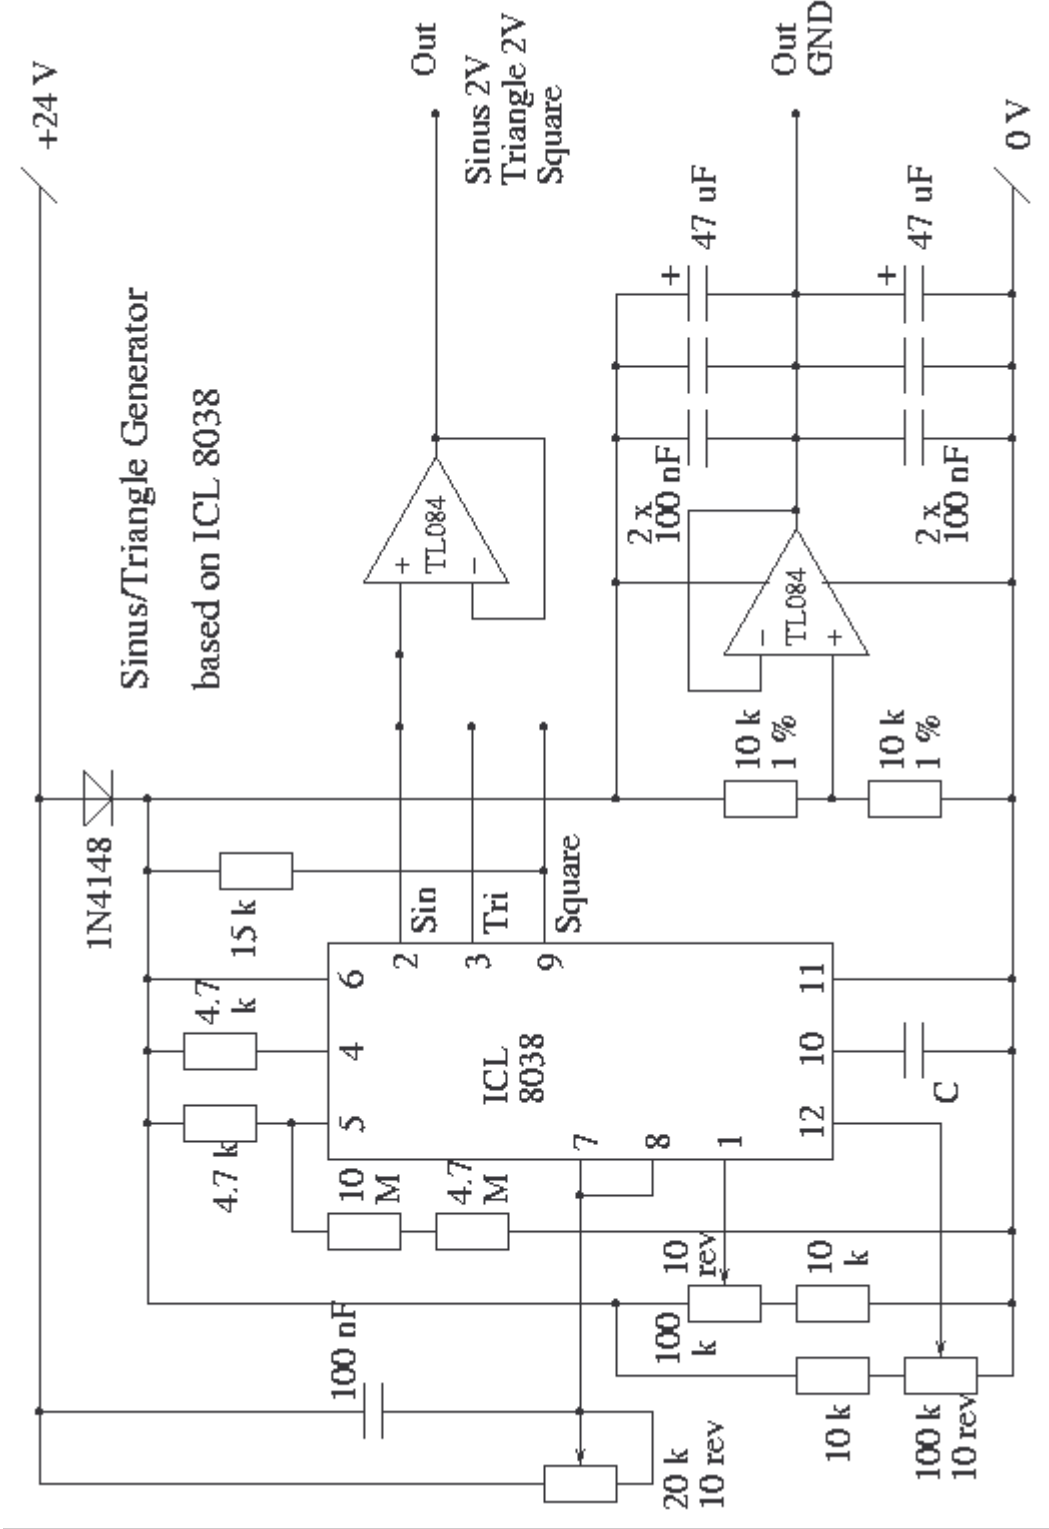 Sinus/Triangle Generator
based on ICL 8038
+24 V
1N4148
15 k
4.7
k
4.7 k
6
4
5
2
Sin
3
Tri
9
Square
ICL
8038
7
8
1
12
10
11
C
10
M
4.7
M
100 nF
20 k
10 rev
100
k
10
rev
10
k
10 k
100 k
10 rev
+
TL084
−
Out
Sinus 2V
Triangle 2V
Square
10 k
1 %
10 k
1 %
−
TL084
+
2 x
100 nF
2 x
100 nF
+
47 uF
+
47 uF
Out
GND
0 V